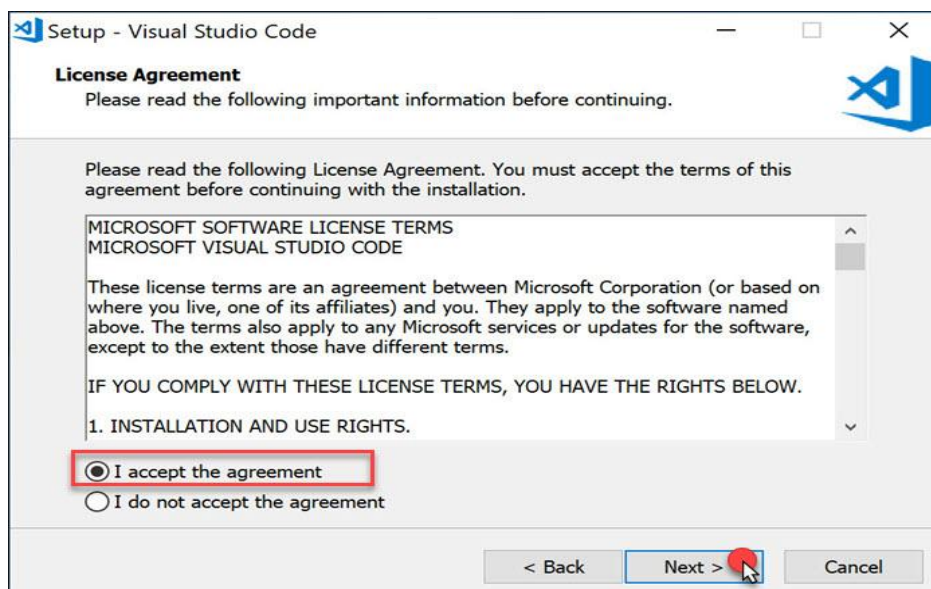 Setup - Visual Studio Code
License Agreement
Please read the following important information before continuing.
Please read the following License Agreement. You must accept the terms of this
agreement before continuing with the installation.
MICROSOFT SOFTWARE LICENSE TERMS
MICROSOFT VISUAL STUDIO CODE
These license terms are an agreement between Microsoft Corporation (or based on
where you live, one of its affiliates) and you. They apply to the software named
above. The terms also apply to any Microsoft services or updates for the software,
except to the extent those have different terms.
IF YOU COMPLY WITH THESE LICENSE TERMS, YOU HAVE THE RIGHTS BELOW.
1. INSTALLATION AND USE RIGHTS.
I accept the agreement
I do not accept the agreement
< Back Next > Cancel